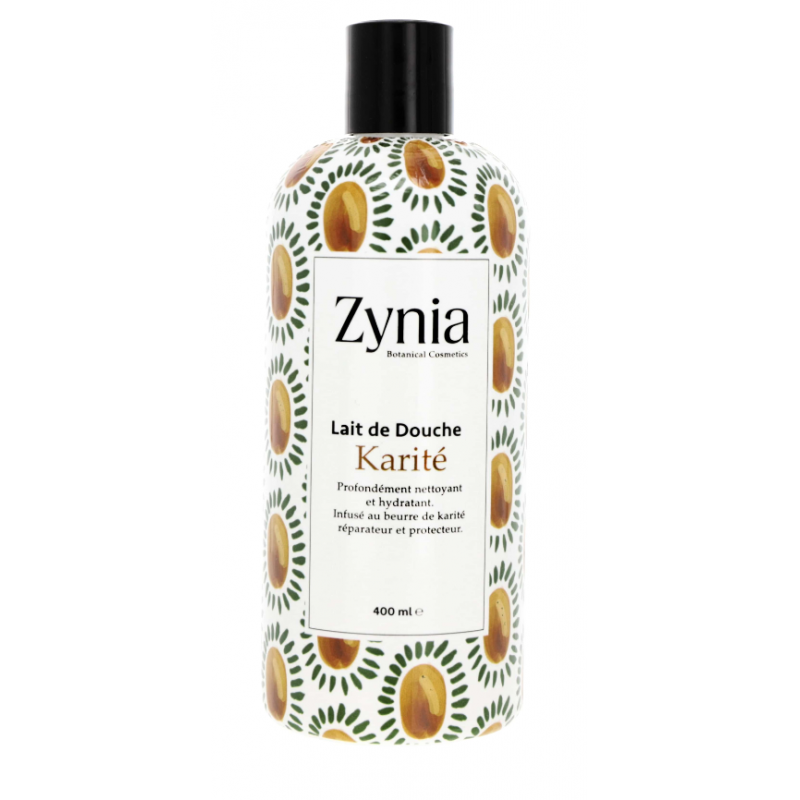 Zynia
Botanical Cosmetics
Lait de Douche
Karité
Profondément nettoyant
et hydratant.
Infusé au beurre de karité
réparateur et protecteur.
400 ml ℮